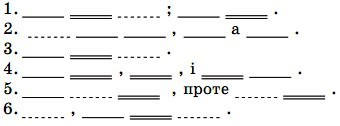 1. ; .
2. , а .
3. .
4. , , і .
5. , проте .
6. , .